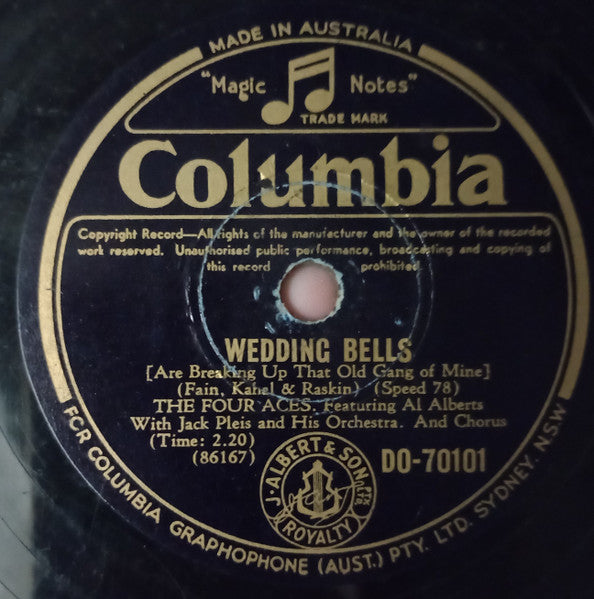 MADE IN AUSTRALIA
"Magic Notes"
TRADE MARK
Columbia
Copyright Record—All rights of the manufacturer and the owner of the recorded
work reserved. Unauthorised public performance, broadcasting and copying of
this record prohibited
WEDDING BELLS
[Are Breaking Up That Old Gang of Mine]
(Fain, Kahel & Raskin) (Speed 78)
THE FOUR ACES. Featuring Al Alberts
With Jack Pleis and His Orchestra. And Chorus
(Time: 2.20)
(86167)
DO-70101
J. ALBERT & SON PTY. LTD.
ROYALTY
FOR COLUMBIA GRAPHOPHONE (AUST.) PTY. LTD. SYDNEY. N.S.W